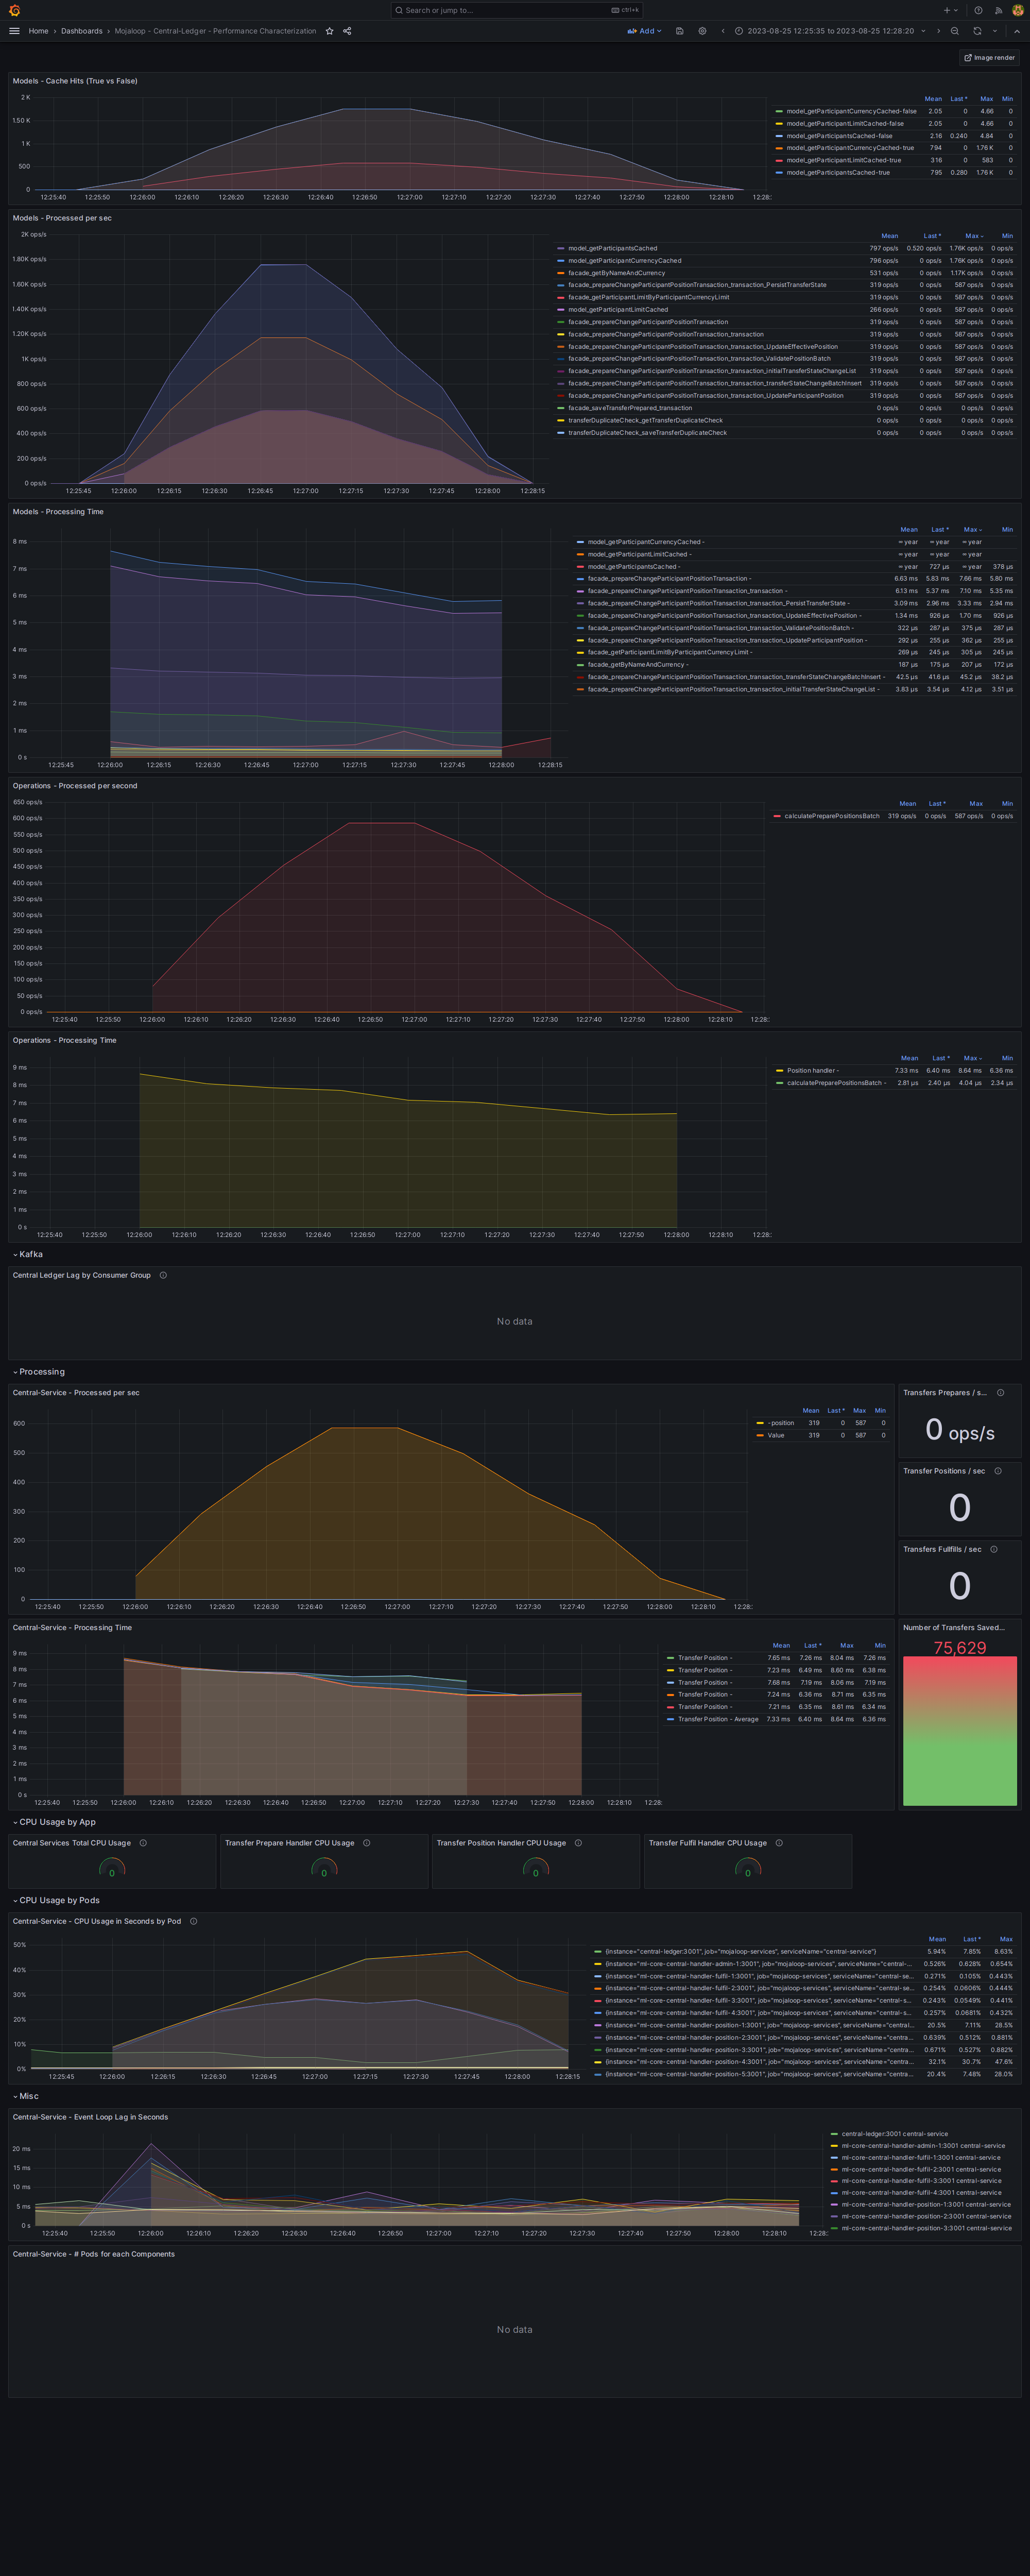 Search or jump to... ctrl+k
Home › Dashboards › Mojaloop - Central-Ledger - Performance Characterization Add 2023-08-25 12:25:35 to 2023-08-25 12:28:20
Image render
Models - Cache Hits (True vs False)
2 K
1.50 K
1 K
500
0
12:25:40 12:25:50 12:26:00 12:26:10 12:26:20 12:26:30 12:26:40 12:26:50 12:27:00 12:27:10 12:27:20 12:27:30 12:27:40 12:27:50 12:28:00 12:28:10 12:28:
Mean Last * Max Min
model_getParticipantCurrencyCached-false 2.05 0 4.66 0
model_getParticipantLimitCached-false 2.05 0 4.66 0
model_getParticipantsCached-false 2.16 0.240 4.84 0
model_getParticipantCurrencyCached-true 794 0 1.76 K 0
model_getParticipantLimitCached-true 316 0 583 0
model_getParticipantsCached-true 795 0.280 1.76 K 0
Models - Processed per sec
2K ops/s
1.80K ops/s
1.60K ops/s
1.40K ops/s
1.20K ops/s
1K ops/s
800 ops/s
600 ops/s
400 ops/s
200 ops/s
0 ops/s
12:25:45 12:26:00 12:26:15 12:26:30 12:26:45 12:27:00 12:27:15 12:27:30 12:27:45 12:28:00 12:28:15
Mean Last * Max Min
model_getParticipantsCached 797 ops/s 0.520 ops/s 1.76K ops/s 0 ops/s
model_getParticipantCurrencyCached 796 ops/s 0 ops/s 1.76K ops/s 0 ops/s
facade_getByNameAndCurrency 531 ops/s 0 ops/s 1.17K ops/s 0 ops/s
facade_prepareChangeParticipantPositionTransaction_transaction_PersistTransferState 319 ops/s 0 ops/s 587 ops/s 0 ops/s
facade_getParticipantLimitByParticipantCurrencyLimit 319 ops/s 0 ops/s 587 ops/s 0 ops/s
model_getParticipantLimitCached 266 ops/s 0 ops/s 587 ops/s 0 ops/s
facade_prepareChangeParticipantPositionTransaction 319 ops/s 0 ops/s 587 ops/s 0 ops/s
facade_prepareChangeParticipantPositionTransaction_transaction 319 ops/s 0 ops/s 587 ops/s 0 ops/s
facade_prepareChangeParticipantPositionTransaction_transaction_UpdateEffectivePosition 319 ops/s 0 ops/s 587 ops/s 0 ops/s
facade_prepareChangeParticipantPositionTransaction_transaction_ValidatePositionBatch 319 ops/s 0 ops/s 587 ops/s 0 ops/s
facade_prepareChangeParticipantPositionTransaction_transaction_initialTransferStateChangeList 319 ops/s 0 ops/s 587 ops/s 0 ops/s
facade_prepareChangeParticipantPositionTransaction_transaction_transferStateChangeBatchInsert 319 ops/s 0 ops/s 587 ops/s 0 ops/s
facade_prepareChangeParticipantPositionTransaction_transaction_UpdateParticipantPosition 319 ops/s 0 ops/s 587 ops/s 0 ops/s
facade_saveTransferPrepared_transaction 0 ops/s 0 ops/s 0 ops/s 0 ops/s
transferDuplicateCheck_getTransferDuplicateCheck 0 ops/s 0 ops/s 0 ops/s 0 ops/s
transferDuplicateCheck_saveTransferDuplicateCheck 0 ops/s 0 ops/s 0 ops/s 0 ops/s
Models - Processing Time
8 ms
7 ms
6 ms
5 ms
4 ms
3 ms
2 ms
1 ms
0 s
12:25:45 12:26:00 12:26:15 12:26:30 12:26:45 12:27:00 12:27:15 12:27:30 12:27:45 12:28:00 12:28:15
Mean Last * Max Min
model_getParticipantCurrencyCached - ∞ year ∞ year ∞ year
model_getParticipantLimitCached - ∞ year ∞ year ∞ year
model_getParticipantsCached - ∞ year 727 µs ∞ year 378 µs
facade_prepareChangeParticipantPositionTransaction - 6.63 ms 5.83 ms 7.66 ms 5.80 ms
facade_prepareChangeParticipantPositionTransaction_transaction - 6.13 ms 5.37 ms 7.10 ms 5.35 ms
facade_prepareChangeParticipantPositionTransaction_transaction_PersistTransferState - 3.09 ms 2.96 ms 3.33 ms 2.94 ms
facade_prepareChangeParticipantPositionTransaction_transaction_UpdateEffectivePosition - 1.34 ms 926 µs 1.70 ms 926 µs
facade_prepareChangeParticipantPositionTransaction_transaction_ValidatePositionBatch - 322 µs 287 µs 375 µs 287 µs
facade_prepareChangeParticipantPositionTransaction_transaction_UpdateParticipantPosition - 292 µs 255 µs 362 µs 255 µs
facade_getParticipantLimitByParticipantCurrencyLimit - 269 µs 245 µs 305 µs 245 µs
facade_getByNameAndCurrency - 187 µs 175 µs 207 µs 172 µs
facade_prepareChangeParticipantPositionTransaction_transaction_transferStateChangeBatchInsert - 42.5 µs 41.6 µs 45.2 µs 38.2 µs
facade_prepareChangeParticipantPositionTransaction_transaction_initialTransferStateChangeList - 3.83 µs 3.54 µs 4.12 µs 3.51 µs
Operations - Processed per second
650 ops/s
600 ops/s
550 ops/s
500 ops/s
450 ops/s
400 ops/s
350 ops/s
300 ops/s
250 ops/s
200 ops/s
150 ops/s
100 ops/s
50 ops/s
0 ops/s
12:25:40 12:25:50 12:26:00 12:26:10 12:26:20 12:26:30 12:26:40 12:26:50 12:27:00 12:27:10 12:27:20 12:27:30 12:27:40 12:27:50 12:28:00 12:28:10 12:28:
Mean Last * Max Min
calculatePreparePositionsBatch 319 ops/s 0 ops/s 587 ops/s 0 ops/s
Operations - Processing Time
9 ms
8 ms
7 ms
6 ms
5 ms
4 ms
3 ms
2 ms
1 ms
0 s
12:25:40 12:25:50 12:26:00 12:26:10 12:26:20 12:26:30 12:26:40 12:26:50 12:27:00 12:27:10 12:27:20 12:27:30 12:27:40 12:27:50 12:28:00 12:28:10 12:28:
Mean Last * Max Min
Position handler - 7.33 ms 6.40 ms 8.64 ms 6.36 ms
calculatePreparePositionsBatch - 2.81 µs 2.40 µs 4.04 µs 2.34 µs
Kafka
Central Ledger Lag by Consumer Group
No data
Processing
Central-Service - Processed per sec
600
500
400
300
200
100
0
12:25:40 12:25:50 12:26:00 12:26:10 12:26:20 12:26:30 12:26:40 12:26:50 12:27:00 12:27:10 12:27:20 12:27:30 12:27:40 12:27:50 12:28:00 12:28:10 12:28:
Mean Last * Max Min
-position 319 0 587 0
Value 319 0 587 0
Transfers Prepares / s...
0 ops/s
Transfer Positions / sec
0
Transfers Fullfills / sec
0
Central-Service - Processing Time
9 ms
8 ms
7 ms
6 ms
5 ms
4 ms
3 ms
2 ms
1 ms
0 s
12:25:40 12:25:50 12:26:00 12:26:10 12:26:20 12:26:30 12:26:40 12:26:50 12:27:00 12:27:10 12:27:20 12:27:30 12:27:40 12:27:50 12:28:00 12:28:10 12:28:
Mean Last * Max Min
Transfer Position - 7.65 ms 7.26 ms 8.04 ms 7.26 ms
Transfer Position - 7.23 ms 6.49 ms 8.60 ms 6.38 ms
Transfer Position - 7.68 ms 7.19 ms 8.06 ms 7.19 ms
Transfer Position - 7.24 ms 6.36 ms 8.71 ms 6.35 ms
Transfer Position - 7.21 ms 6.35 ms 8.61 ms 6.34 ms
Transfer Position - Average 7.33 ms 6.40 ms 8.64 ms 6.36 ms
Number of Transfers Saved...
75,629
CPU Usage by App
Central Services Total CPU Usage
0
Transfer Prepare Handler CPU Usage
0
Transfer Position Handler CPU Usage
0
Transfer Fulfil Handler CPU Usage
0
CPU Usage by Pods
Central-Service - CPU Usage in Seconds by Pod
50%
40%
30%
20%
10%
0%
12:25:45 12:26:00 12:26:15 12:26:30 12:26:45 12:27:00 12:27:15 12:27:30 12:27:45 12:28:00 12:28:15
Mean Last * Max
{instance="central-ledger:3001", job="mojaloop-services", serviceName="central-service"} 5.94% 7.85% 8.63%
{instance="ml-core-central-handler-admin-1:3001", job="mojaloop-services", serviceName="central-... 0.526% 0.628% 0.654%
{instance="ml-core-central-handler-fulfil-1:3001", job="mojaloop-services", serviceName="central-se... 0.271% 0.105% 0.443%
{instance="ml-core-central-handler-fulfil-2:3001", job="mojaloop-services", serviceName="central-se... 0.254% 0.0606% 0.444%
{instance="ml-core-central-handler-fulfil-3:3001", job="mojaloop-services", serviceName="central-s... 0.243% 0.0549% 0.441%
{instance="ml-core-central-handler-fulfil-4:3001", job="mojaloop-services", serviceName="central-s... 0.257% 0.0681% 0.432%
{instance="ml-core-central-handler-position-1:3001", job="mojaloop-services", serviceName="central... 20.5% 7.11% 28.5%
{instance="ml-core-central-handler-position-2:3001", job="mojaloop-services", serviceName="centra... 0.639% 0.512% 0.881%
{instance="ml-core-central-handler-position-3:3001", job="mojaloop-services", serviceName="centra... 0.671% 0.527% 0.882%
{instance="ml-core-central-handler-position-4:3001", job="mojaloop-services", serviceName="centra... 32.1% 30.7% 47.6%
{instance="ml-core-central-handler-position-5:3001", job="mojaloop-services", serviceName="centra... 20.4% 7.48% 28.0%
Misc
Central-Service - Event Loop Lag in Seconds
20 ms
15 ms
10 ms
5 ms
0 s
12:25:40 12:25:50 12:26:00 12:26:10 12:26:20 12:26:30 12:26:40 12:26:50 12:27:00 12:27:10 12:27:20 12:27:30 12:27:40 12:27:50 12:28:00 12:28:10 12:28:
central-ledger:3001 central-service
ml-core-central-handler-admin-1:3001 central-service
ml-core-central-handler-fulfil-1:3001 central-service
ml-core-central-handler-fulfil-2:3001 central-service
ml-core-central-handler-fulfil-3:3001 central-service
ml-core-central-handler-fulfil-4:3001 central-service
ml-core-central-handler-position-1:3001 central-service
ml-core-central-handler-position-2:3001 central-service
ml-core-central-handler-position-3:3001 central-service
Central-Service - # Pods for each Components
No data